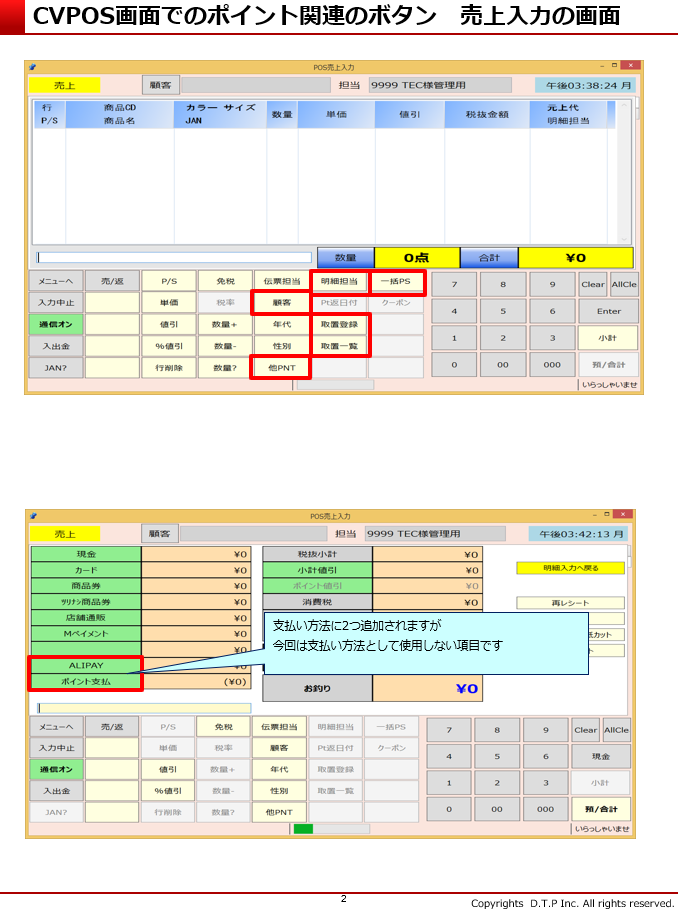 CVPOS画面でのポイント関連のボタン　売上入力の画面
POS売上入力
売上 顧客 担当 9999 TEC様管理用 午後03:38:24 月
行 商品CD カラー サイズ 数量 単価 値引 税抜金額 元上代
P/S 商品名 JAN 明細担当
数量 0点 合計 ¥0
メニューへ 売/返 P/S 免税 伝票担当 明細担当 一括PS 7 8 9 Clear AllCle
入力中止 単価 税率 顧客 Pt返日付 クーポン 4 5 6 Enter
通信オン 値引 数量+ 年代 取置登録 1 2 3 小計
入出金 %値引 数量- 性別 取置一覧
JAN? 行削除 数量? 他PNT 0 00 000 預/合計
いらっしゃいませ
POS売上入力
売上 顧客 担当 9999 TEC様管理用 午後03:42:13 月
現金 ¥0 税抜小計 ¥0
カード ¥0 小計値引 ¥0 明細入力へ戻る
商品券 ¥0 ポイント値引 ¥0
ﾂﾘﾅｼ商品券 ¥0 消費税 ¥0 再レシート
店舗通販 ¥0
Mペイメント ¥0
支払い方法に2つ追加されますが
今回は支払い方法として使用しない項目です
ALIPAY ¥0
ポイント支払 (¥0) お釣り ¥0
メニューへ 売/返 P/S 免税 伝票担当 明細担当 一括PS 7 8 9 Clear AllCle
入力中止 単価 税率 顧客 Pt返日付 クーポン 4 5 6 現金
通信オン 値引 数量+ 年代 取置登録 1 2 3 小計
入出金 %値引 数量- 性別 取置一覧
JAN? 行削除 数量? 他PNT 0 00 000 預/合計
いらっしゃいませ
2
Copyrights D.T.P Inc. All rights reserved.